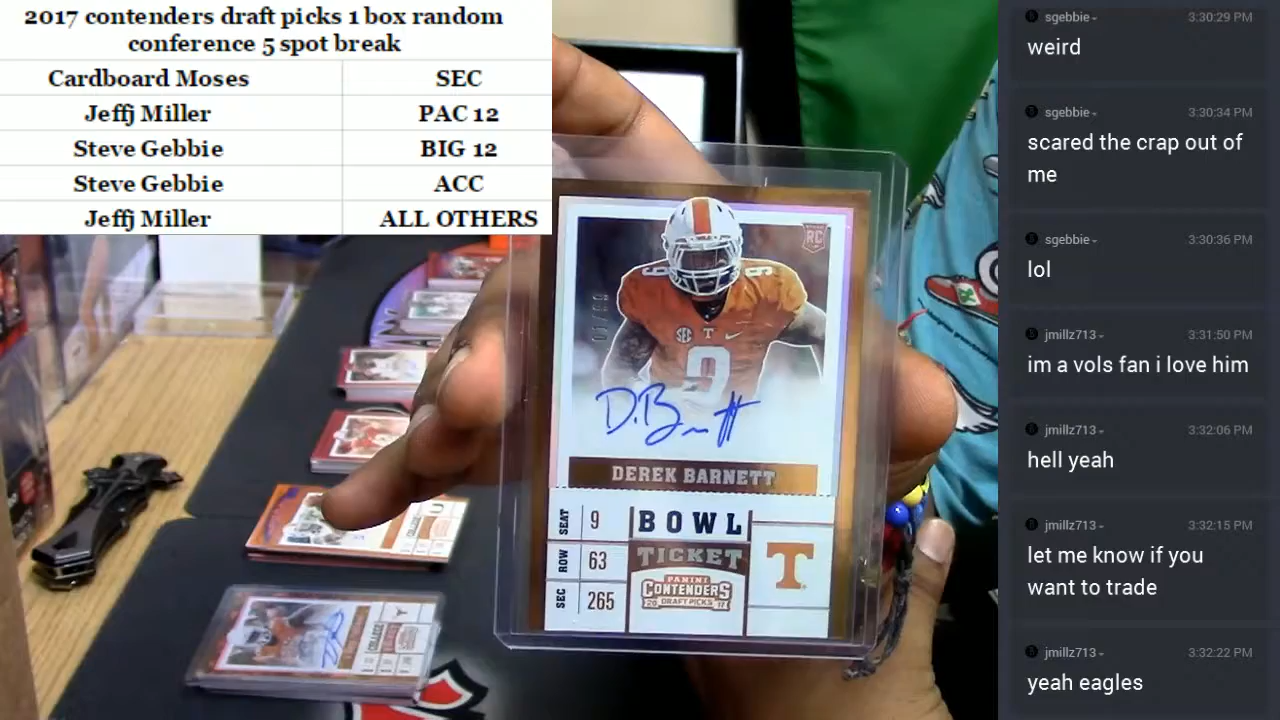 2017 contenders draft picks 1 box random
conference 5 spot break
Cardboard Moses SEC
Jeffj Miller PAC 12
Steve Gebbie BIG 12
Steve Gebbie ACC
Jeffj Miller ALL OTHERS
RC
9 9
SEC T
9
D.B
DEREK BARNETT
SEAT 9
ROW 63
SEC 265
BOWL
TICKET
PANINI
CONTENDERS
2017 DRAFT PICKS
T
sgebbie 3:30:29 PM
weird
sgebbie 3:30:34 PM
scared the crap out of
me
sgebbie 3:30:36 PM
lol
jmillz713 3:31:50 PM
im a vols fan i love him
jmillz713 3:32:06 PM
hell yeah
jmillz713 3:32:15 PM
let me know if you
want to trade
jmillz713 3:32:22 PM
yeah eagles